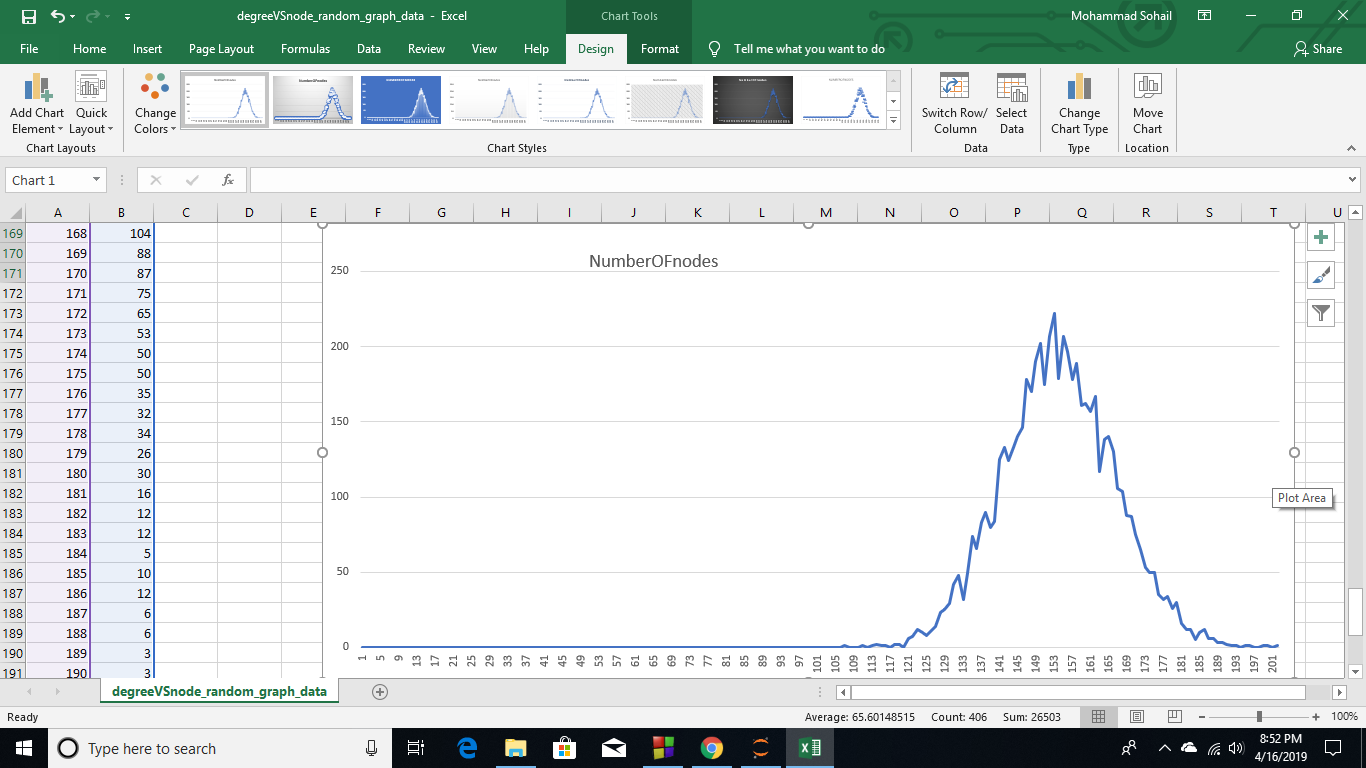 degreeVSnode_random_graph_data - Excel
Chart Tools
Mohammad Sohail
File Home Insert Page Layout Formulas Data Review View Help Design Format Tell me what you want to do Share
Add Chart Element
Quick Layout
Change Colors
Switch Row/ Column
Select Data
Change Chart Type
Move Chart
Chart Layouts Chart Styles Data Type Location
Chart 1 fx
A B C D E F G H I J K L M N O P Q R S T U
169 168 104
170 169 88
171 170 87
172 171 75
173 172 65
174 173 53
175 174 50
176 175 50
177 176 35
178 177 32
179 178 34
180 179 26
181 180 30
182 181 16
183 182 12
184 183 12
185 184 5
186 185 10
187 186 12
188 187 6
189 188 6
190 189 3
191 190 3
NumberOFnodes
250
200
150
100
50
0
1 5 9 13 17 21 25 29 33 37 41 45 49 53 57 61 65 69 73 77 81 85 89 93 97 101 105 109 113 117 121 125 129 133 137 141 145 149 153 157 161 165 169 173 177 181 185 189 193 197 201
Plot Area
degreeVSnode_random_graph_data
Ready
Average: 65.60148515 Count: 406 Sum: 26503
100%
Type here to search
8:52 PM
4/16/2019